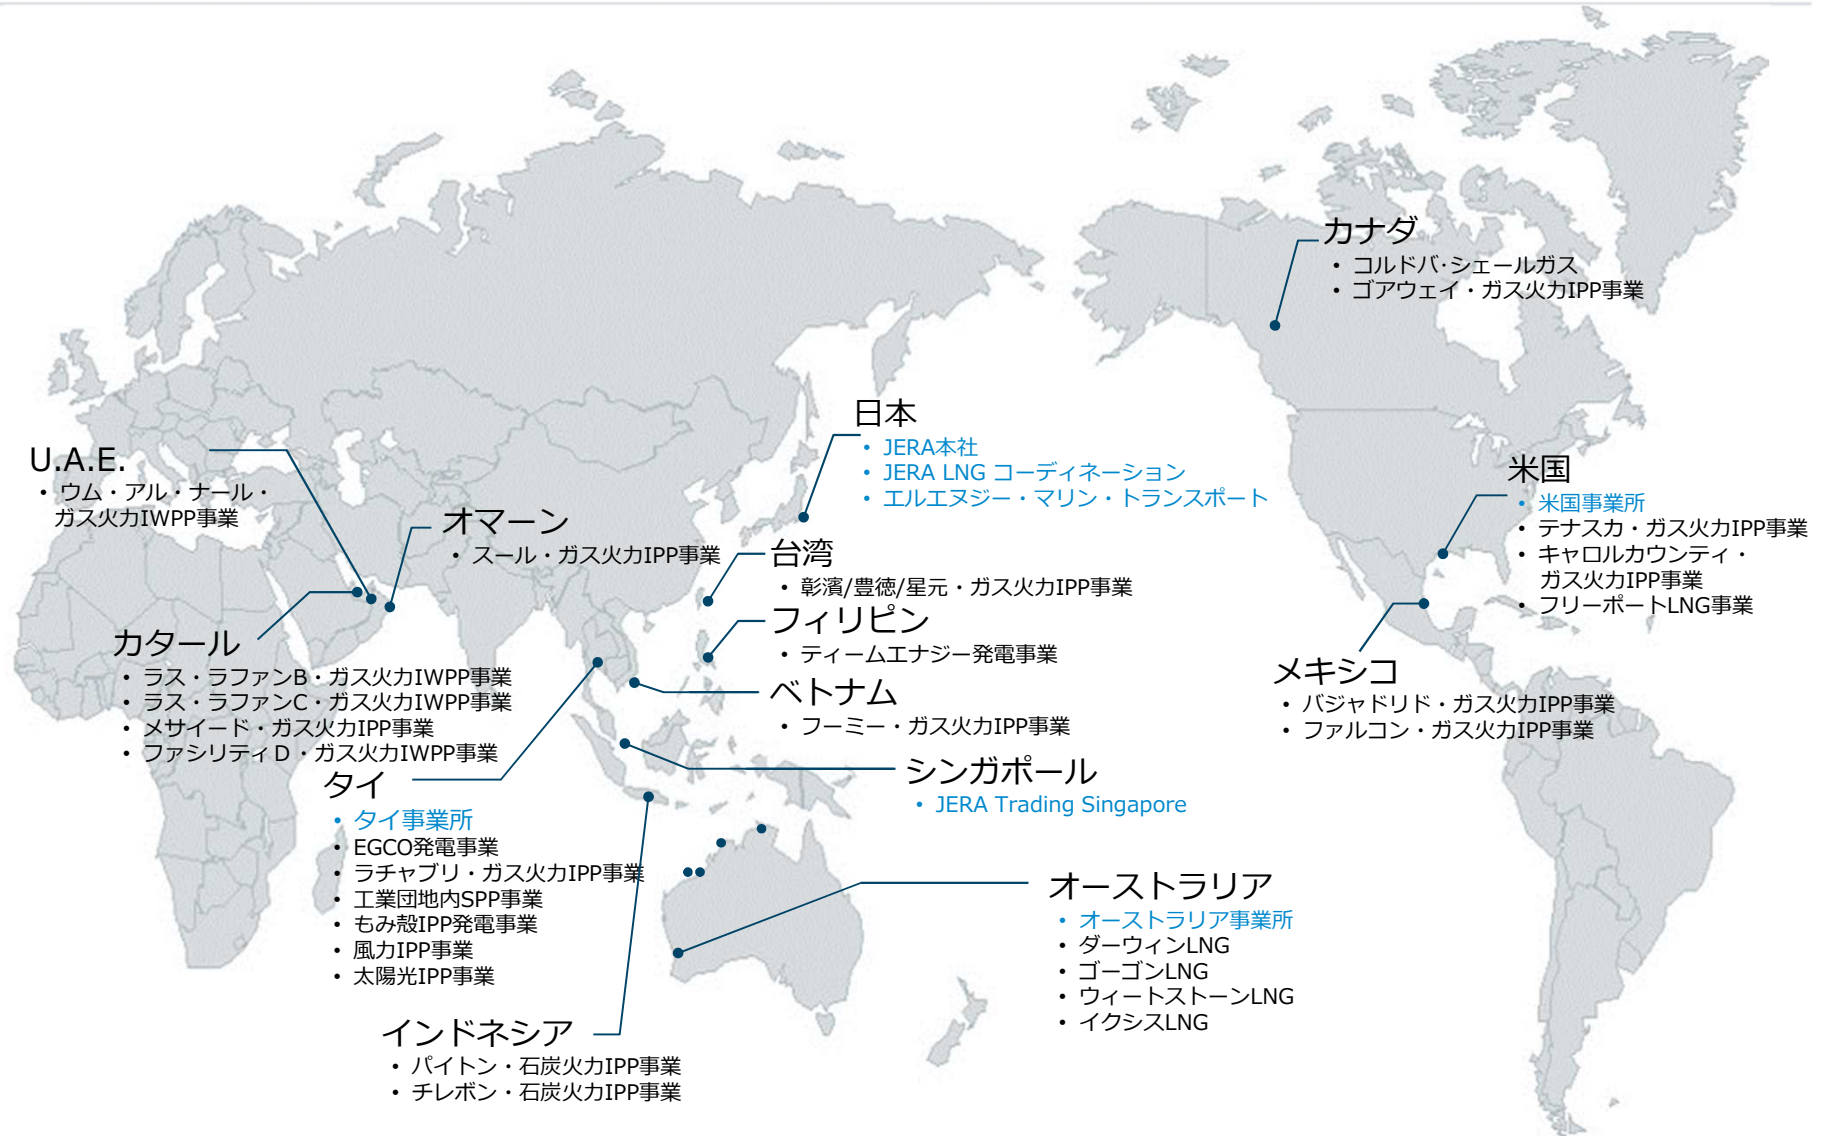 カナダ
• コルドバ・シェールガス
• ゴアウェイ・ガス火力IPP事業
日本
• JERA本社
• JERA LNG コーディネーション
• エルエヌジー・マリン・トランスポート
U.A.E.
• ウム・アル・ナール・
ガス火力IWPP事業
米国
• 米国事業所
• テナスカ・ガス火力IPP事業
• キャロルカウンティ・
ガス火力IPP事業
• フリーポートLNG事業
オマーン
• スール・ガス火力IPP事業
台湾
• 彰濱/豊徳/星元・ガス火力IPP事業
フィリピン
• ティームエナジー発電事業
カタール
• ラス・ラファンB・ガス火力IWPP事業
• ラス・ラファンC・ガス火力IWPP事業
• メサイード・ガス火力IPP事業
• ファシリティD・ガス火力IWPP事業
ベトナム
• フーミー・ガス火力IPP事業
メキシコ
• バジャドリド・ガス火力IPP事業
• ファルコン・ガス火力IPP事業
シンガポール
• JERA Trading Singapore
タイ
• タイ事業所
• EGCO発電事業
• ラチャブリ・ガス火力IPP事業
• 工業団地内SPP事業
• もみ殻IPP発電事業
• 風力IPP事業
• 太陽光IPP事業
オーストラリア
• オーストラリア事業所
• ダーウィンLNG
• ゴーゴンLNG
• ウィートストーンLNG
• イクシスLNG
インドネシア
• パイトン・石炭火力IPP事業
• チレボン・石炭火力IPP事業